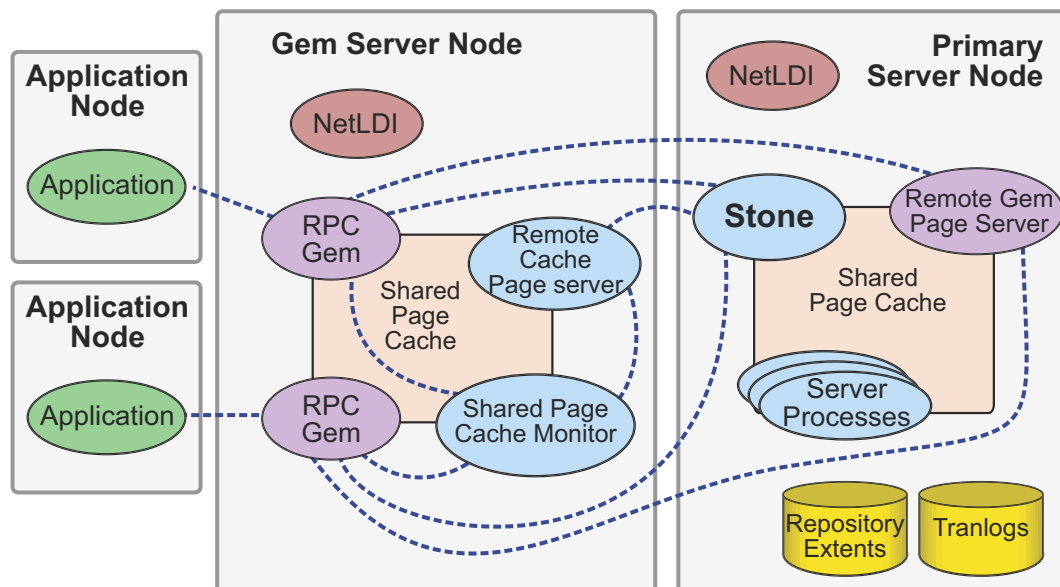 Application
Node
Application
Application
Node
Application
Gem Server Node
NetLDI
RPC
Gem
Remote
Cache
Page server
Shared
Page
Cache
RPC
Gem
Shared Page
Cache Monitor
Primary
Server Node
NetLDI
Stone
Remote Gem
Page Server
Shared
Page Cache
Server
Processes
Repository
Extents
Tranlogs